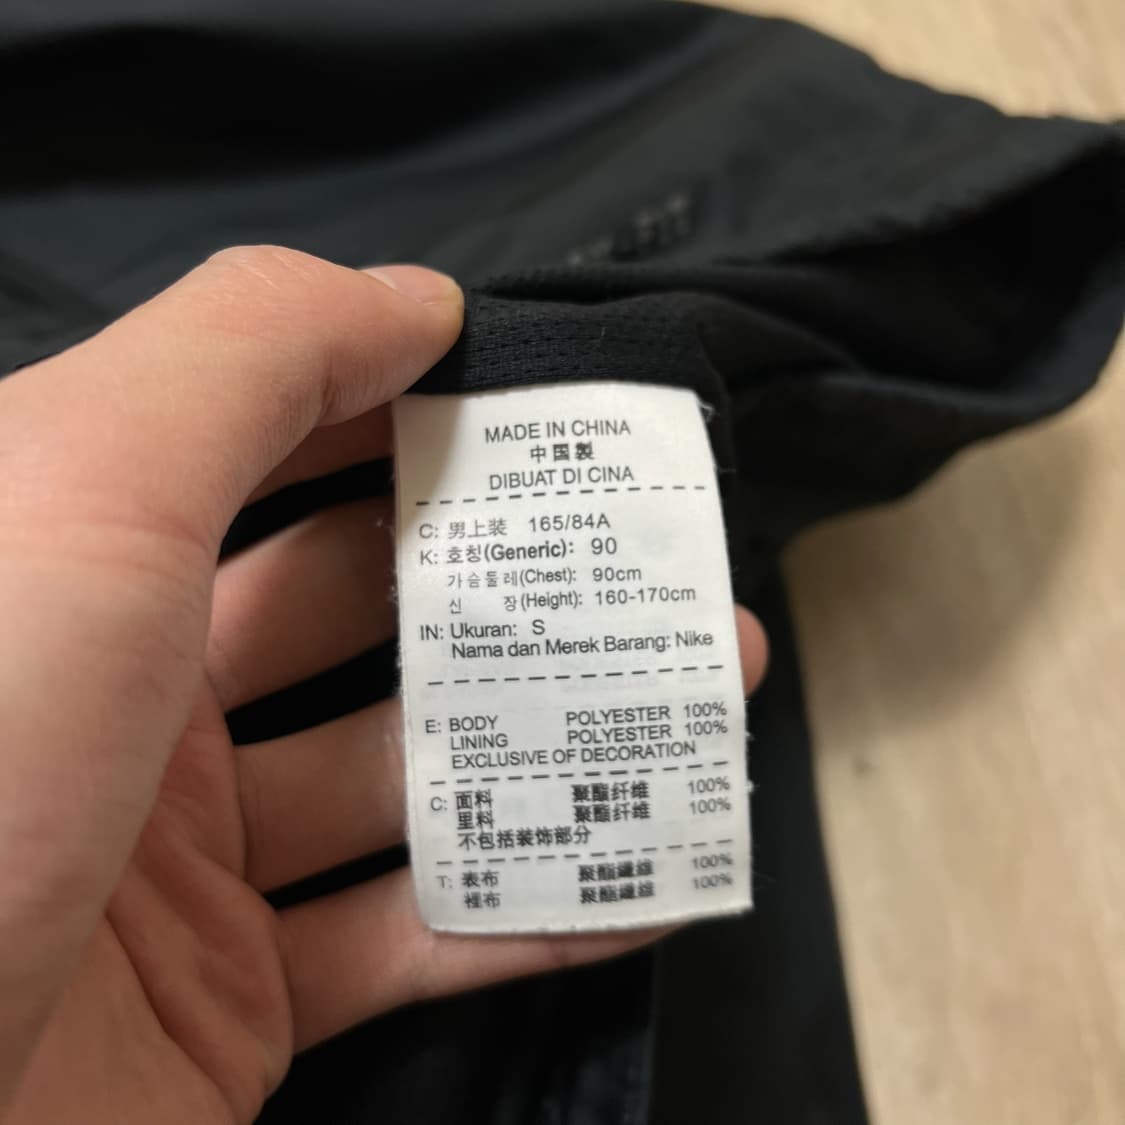 MADE IN CHINA
中国製
DIBUAT DI CINA
C: 男上装 165/84A
K: 호칭(Generic): 90
가슴둘레(Chest): 90cm
신 장(Height): 160-170cm
IN: Ukuran: S
Nama dan Merek Barang: Nike
E: BODY POLYESTER 100%
LINING POLYESTER 100%
EXCLUSIVE OF DECORATION
C: 面料 聚酯纤维 100%
里料 聚酯纤维 100%
不包括装饰部分
T: 表布 聚酯纖維 100%
裡布 聚酯纖維 100%